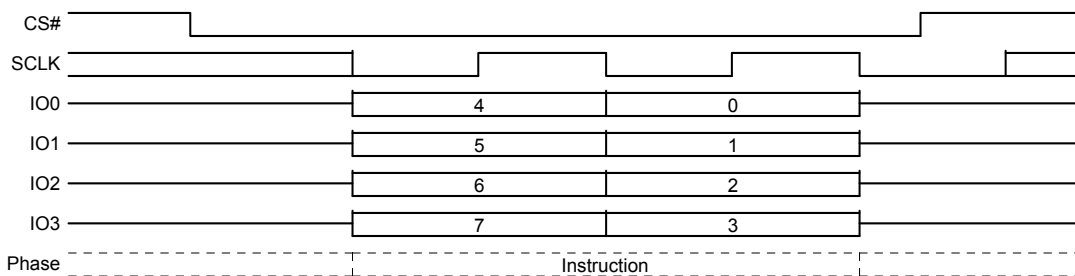 CS#
SCLK
IO0 4 0
IO1 5 1
IO2 6 2
IO3 7 3
Phase Instruction